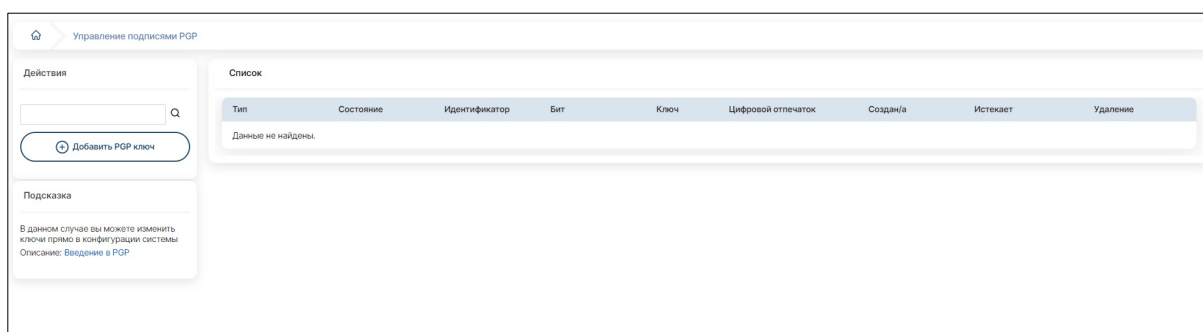 Управление подписями PGP
Действия
Добавить PGP ключ
Подсказка
В данном случае вы можете изменить
ключи прямо в конфигурации системы
Описание: Введение в PGP
Список
Тип Состояние Идентификатор Бит Ключ Цифровой отпечаток Создан/а Истекает Удаление
Данные не найдены.